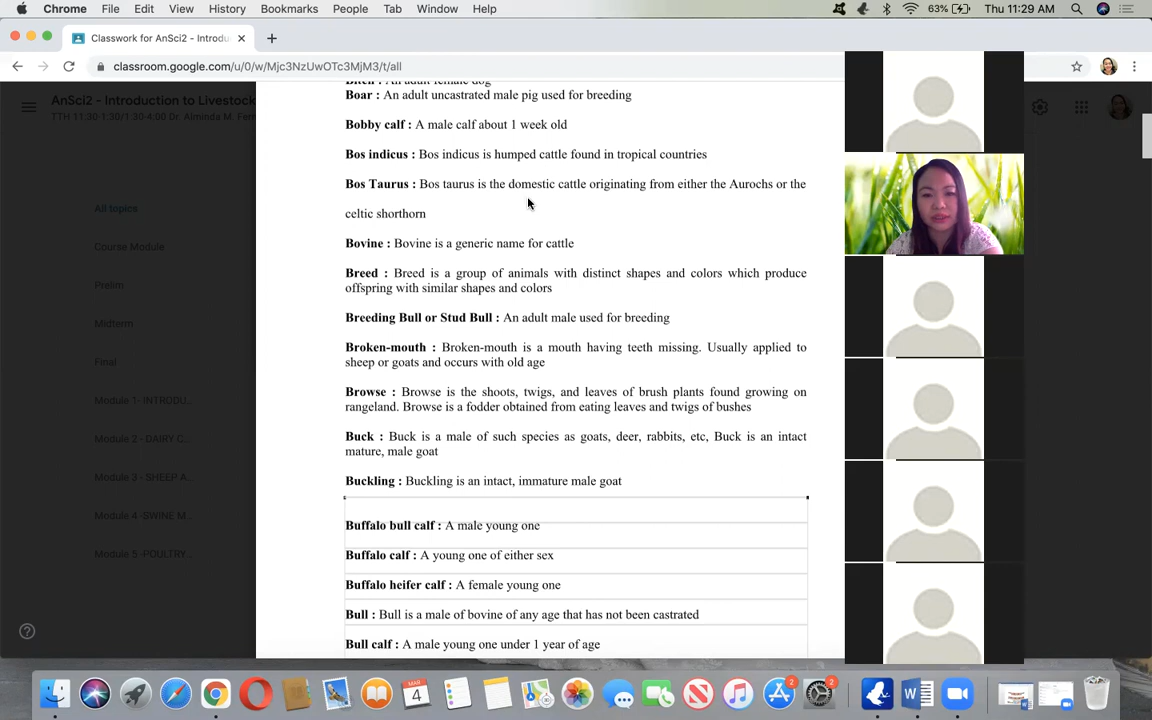 Chrome File Edit View History Bookmarks People Tab Window Help 63% Thu 11:29 AM
Classwork for AnSci2 - Introdu
classroom.google.com/u/0/w/Mjc3NzUwOTc3MjM3/t/all
AnSci2 - Introduction to Livestock
TTH 11:30-1:30/1:30-4:00 Dr. Alminda M. Fern
All topics
Course Module
Prelim
Midterm
Final
Module 1- INTRODU...
Module 2 - DAIRY C...
Module 3 - SHEEP A...
Module 4 -SWINE M...
Module 5 -POULTRY...
Bitch : An adult female dog
Boar : An adult uncastrated male pig used for breeding
Bobby calf : A male calf about 1 week old
Bos indicus : Bos indicus is humped cattle found in tropical countries
Bos Taurus : Bos taurus is the domestic cattle originating from either the Aurochs or the
celtic shorthorn
Bovine : Bovine is a generic name for cattle
Breed : Breed is a group of animals with distinct shapes and colors which produce
offspring with similar shapes and colors
Breeding Bull or Stud Bull : An adult male used for breeding
Broken-mouth : Broken-mouth is a mouth having teeth missing. Usually applied to
sheep or goats and occurs with old age
Browse : Browse is the shoots, twigs, and leaves of brush plants found growing on
rangeland. Browse is a fodder obtained from eating leaves and twigs of bushes
Buck : Buck is a male of such species as goats, deer, rabbits, etc, Buck is an intact
mature, male goat
Buckling : Buckling is an intact, immature male goat
Buffalo bull calf : A male young one
Buffalo calf : A young one of either sex
Buffalo heifer calf : A female young one
Bull : Bull is a male of bovine of any age that has not been castrated
Bull calf : A male young one under 1 year of age
MAR
4
2
2